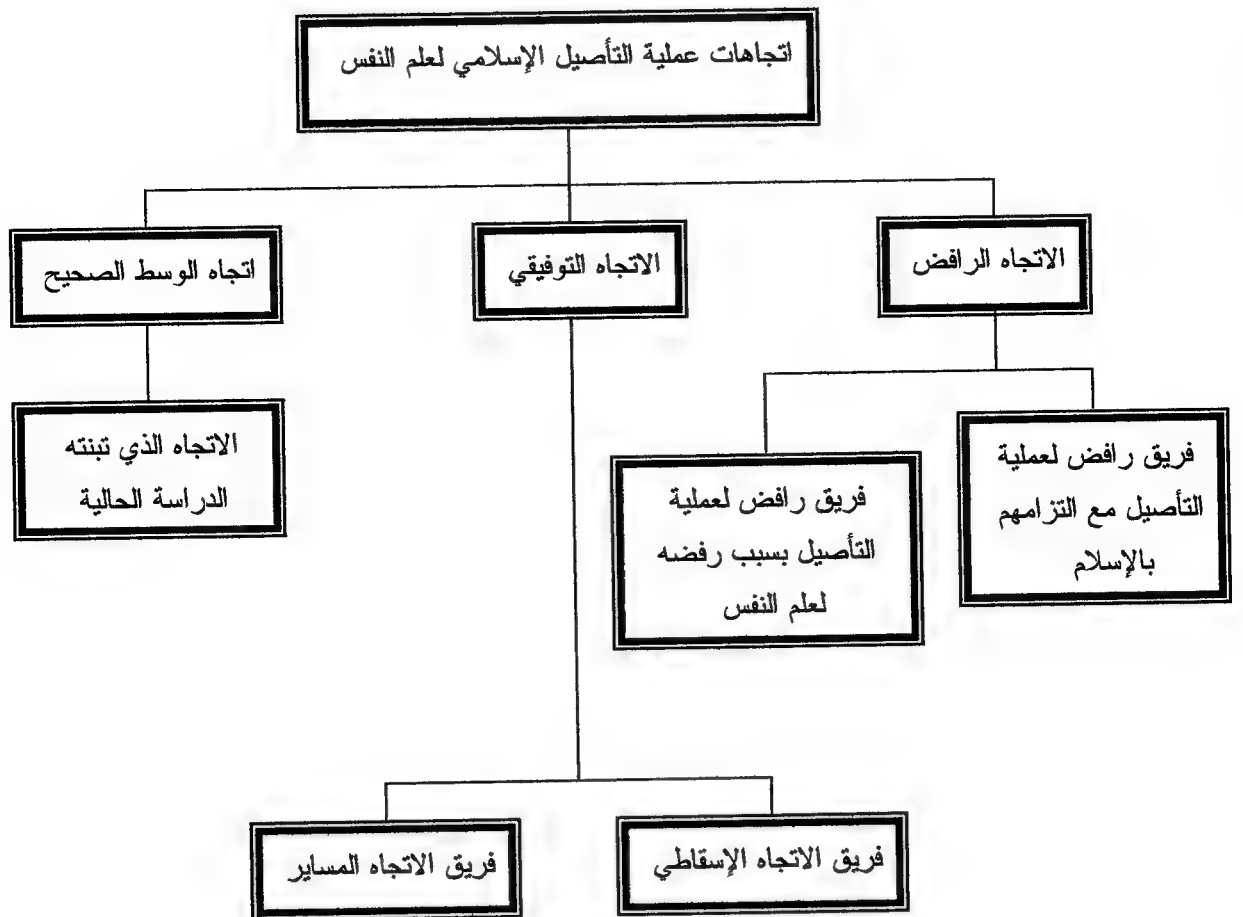 اتجاهات عملية التأصيل الإسلامي لعلم النفس
الاتجاه الرافض
الاتجاه التوفيقي
اتجاه الوسط الصحيح
فريق رافض لعملية
التأصيل مع التزامهم
بالإسلام
فريق رافض لعملية
التأصيل بسبب رفضه
لعلم النفس
الاتجاه الذي تبنته
الدراسة الحالية
فريق الاتجاه الإسقاطي
فريق الاتجاه المساير